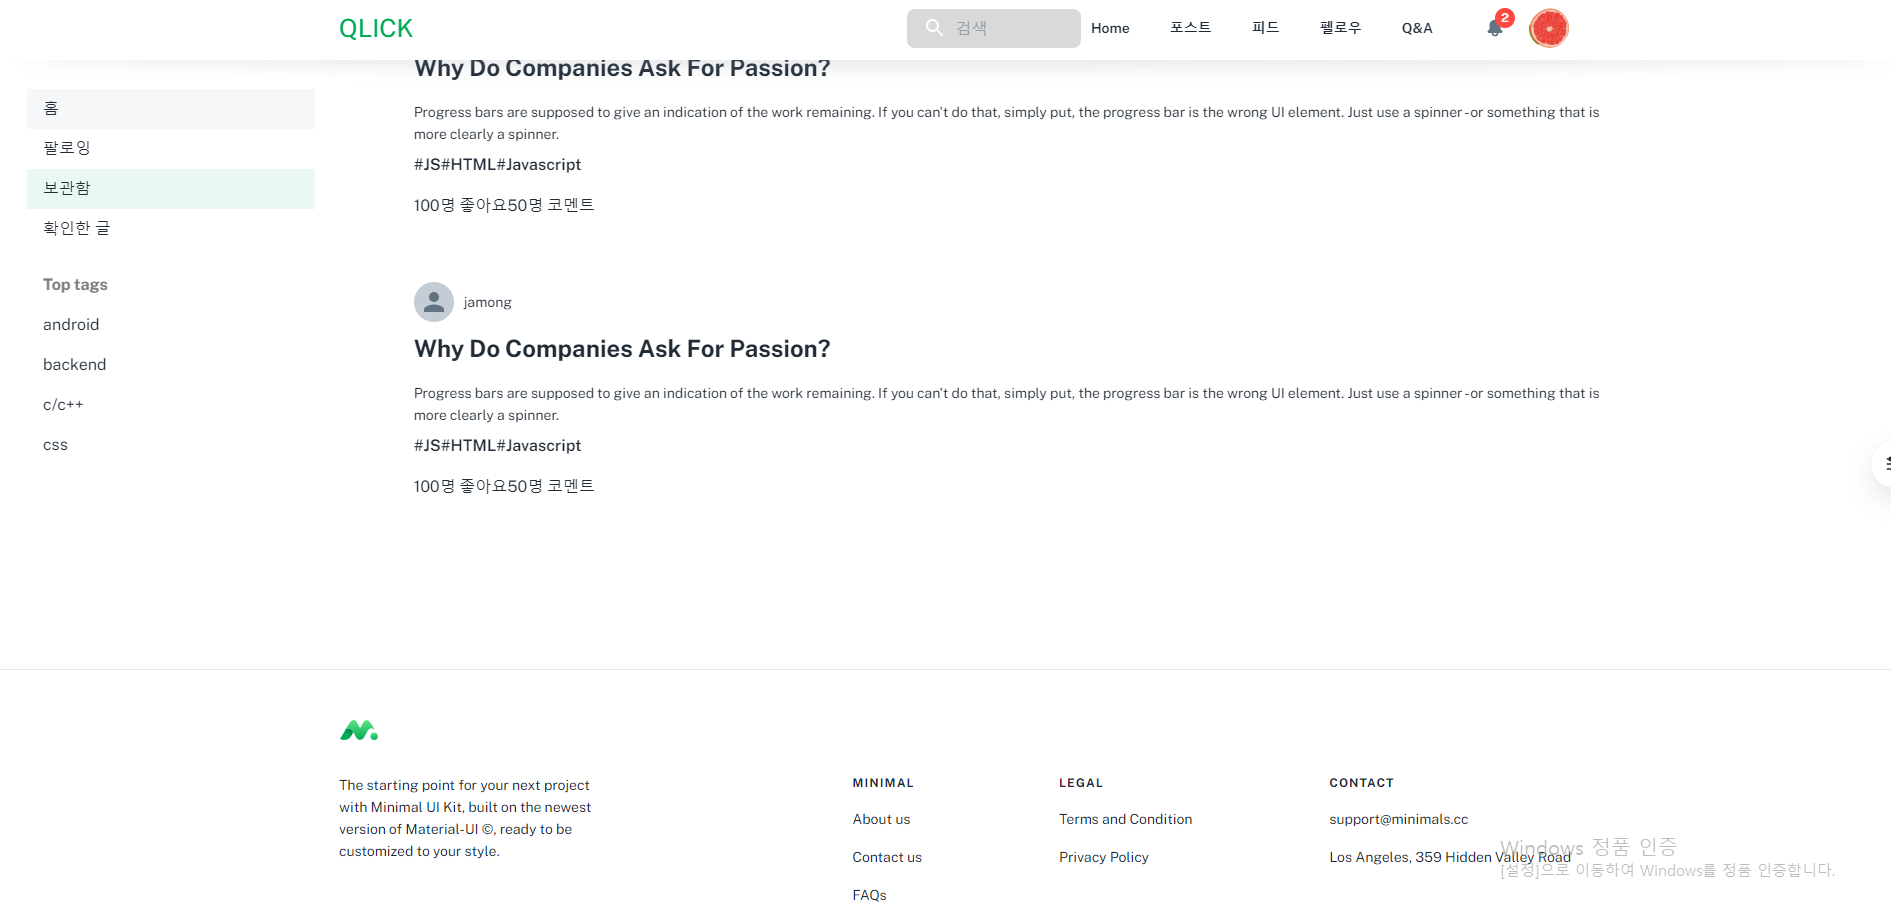 QLICK
검색
Home
포스트
피드
펠로우
Q&A
2
홈
팔로잉
보관함
확인한 글
Top tags
android
backend
c/c++
css
Why Do Companies Ask For Passion?
Progress bars are supposed to give an indication of the work remaining. If you can't do that, simply put, the progress bar is the wrong UI element. Just use a spinner-or something that is
more clearly a spinner.
#JS#HTML#Javascript
100명 좋아요50명 코멘트
jamong
Why Do Companies Ask For Passion?
Progress bars are supposed to give an indication of the work remaining. If you can't do that, simply put, the progress bar is the wrong UI element. Just use a spinner-or something that is
more clearly a spinner.
#JS#HTML#Javascript
100명 좋아요50명 코멘트
The starting point for your next project
with Minimal UI Kit, built on the newest
version of Material-UI ©, ready to be
customized to your style.
MINIMAL
About us
Contact us
FAQs
LEGAL
Terms and Condition
Privacy Policy
CONTACT
support@minimals.cc
Los Angeles, 359 Hidden Valley Road
Windows 정품 인증
[설정]으로 이동하여 Windows를 정품 인증합니다.